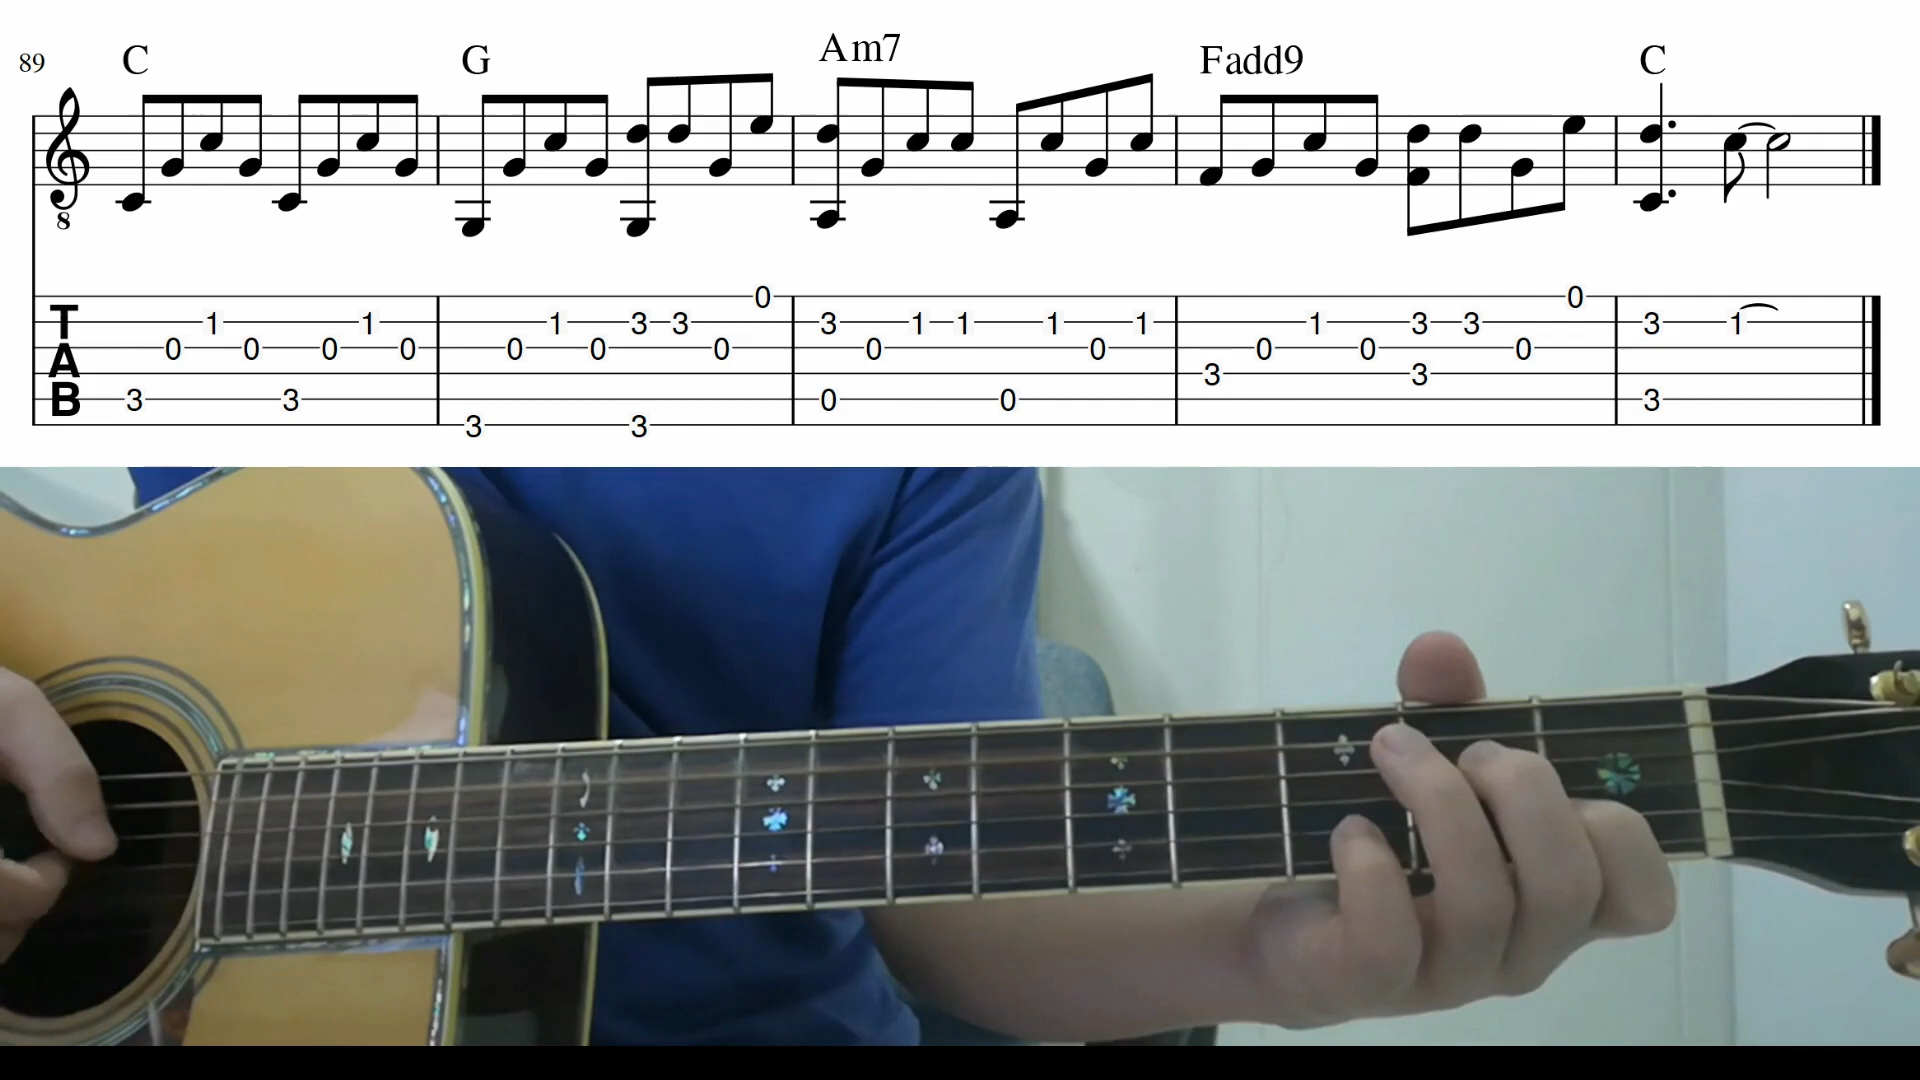 89 C G Am7 Fadd9 C
8
T A B
0 0
1 1 1 3 3 3 1 1 1 1 1 3 3 3 1
0 0 0 0 0 0 0 0 0 0 0 0 0
3 3
3 3 0 0 3
3 3